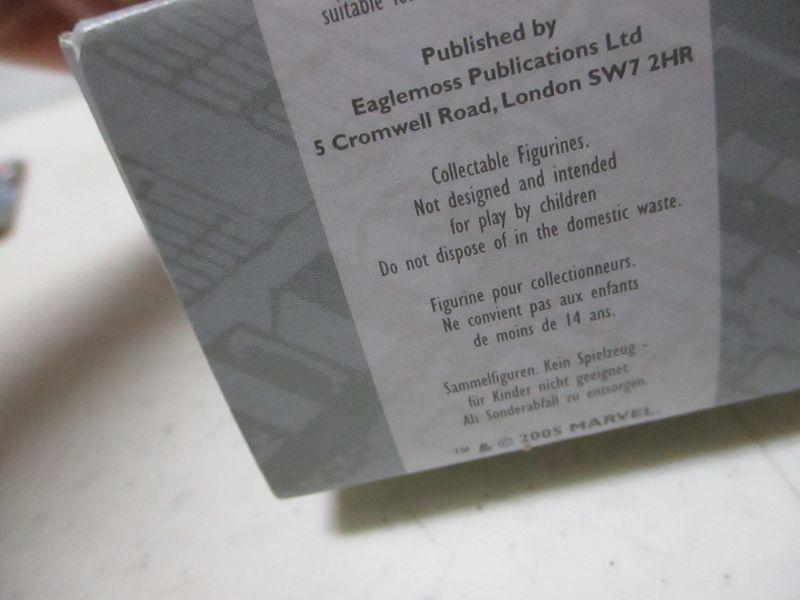 suitable
Published by
Eaglemoss Publications Ltd
5 Cromwell Road, London SW7 2HR
Collectable Figurines.
Not designed and intended
for play by children
Do not dispose of in the domestic waste.
Figurine pour collectionneurs.
Ne convient pas aux enfants
de moins de 14 ans.
Sammelfiguren. Kein Spielzeug -
für Kinder nicht geeignet.
Als Sonderabfall zu entsorgen.
™ & © 2005 MARVEL.